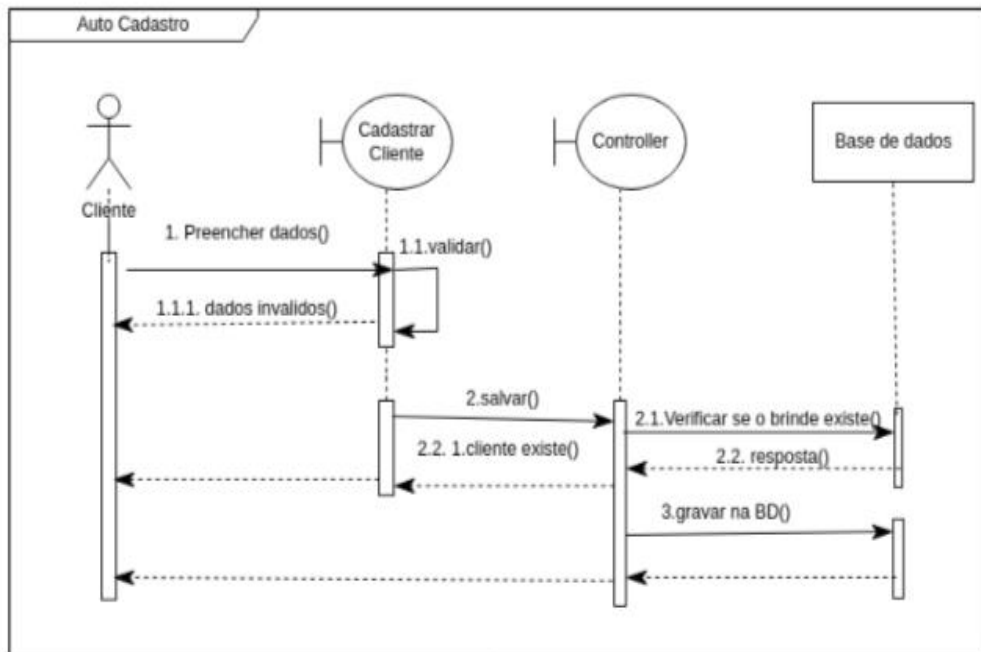 Auto Cadastro
Cadastrar
Cliente
Controller
Base de dados
Cliente
1. Preencher dados()
1.1.validar()
1.1.1. dados invalidos()
2.salvar()
2.1.Verificar se o brinde existe()
2.2. 1.cliente existe()
2.2. resposta()
3.gravar na BD()